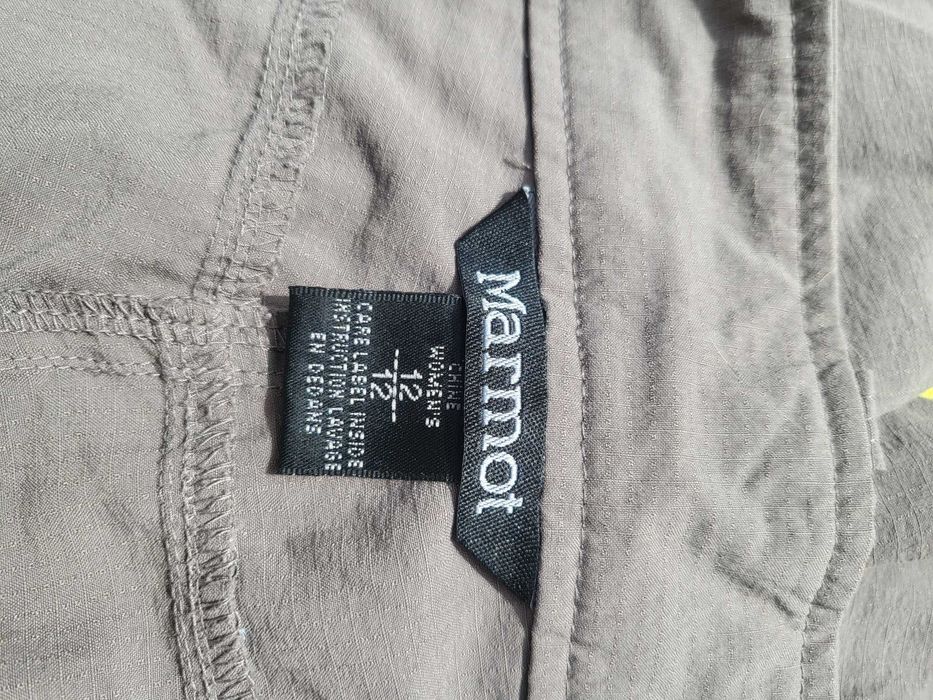 Marmot
CHINE
WOMEN'S
12
12
CARE LABEL INSIDE
INSTRUCTION LAVAGE
EN DEDANS